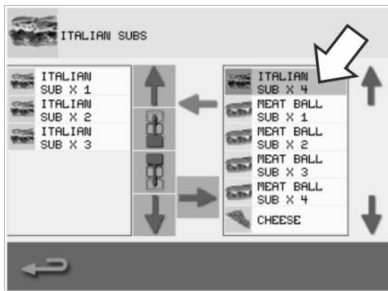 ITALIAN SUBS
ITALIAN
SUB X 1
ITALIAN
SUB X 2
ITALIAN
SUB X 3
ITALIAN
SUB X 4
MEAT BALL
SUB X 1
MEAT BALL
SUB X 2
MEAT BALL
SUB X 3
MEAT BALL
SUB X 4
CHEESE